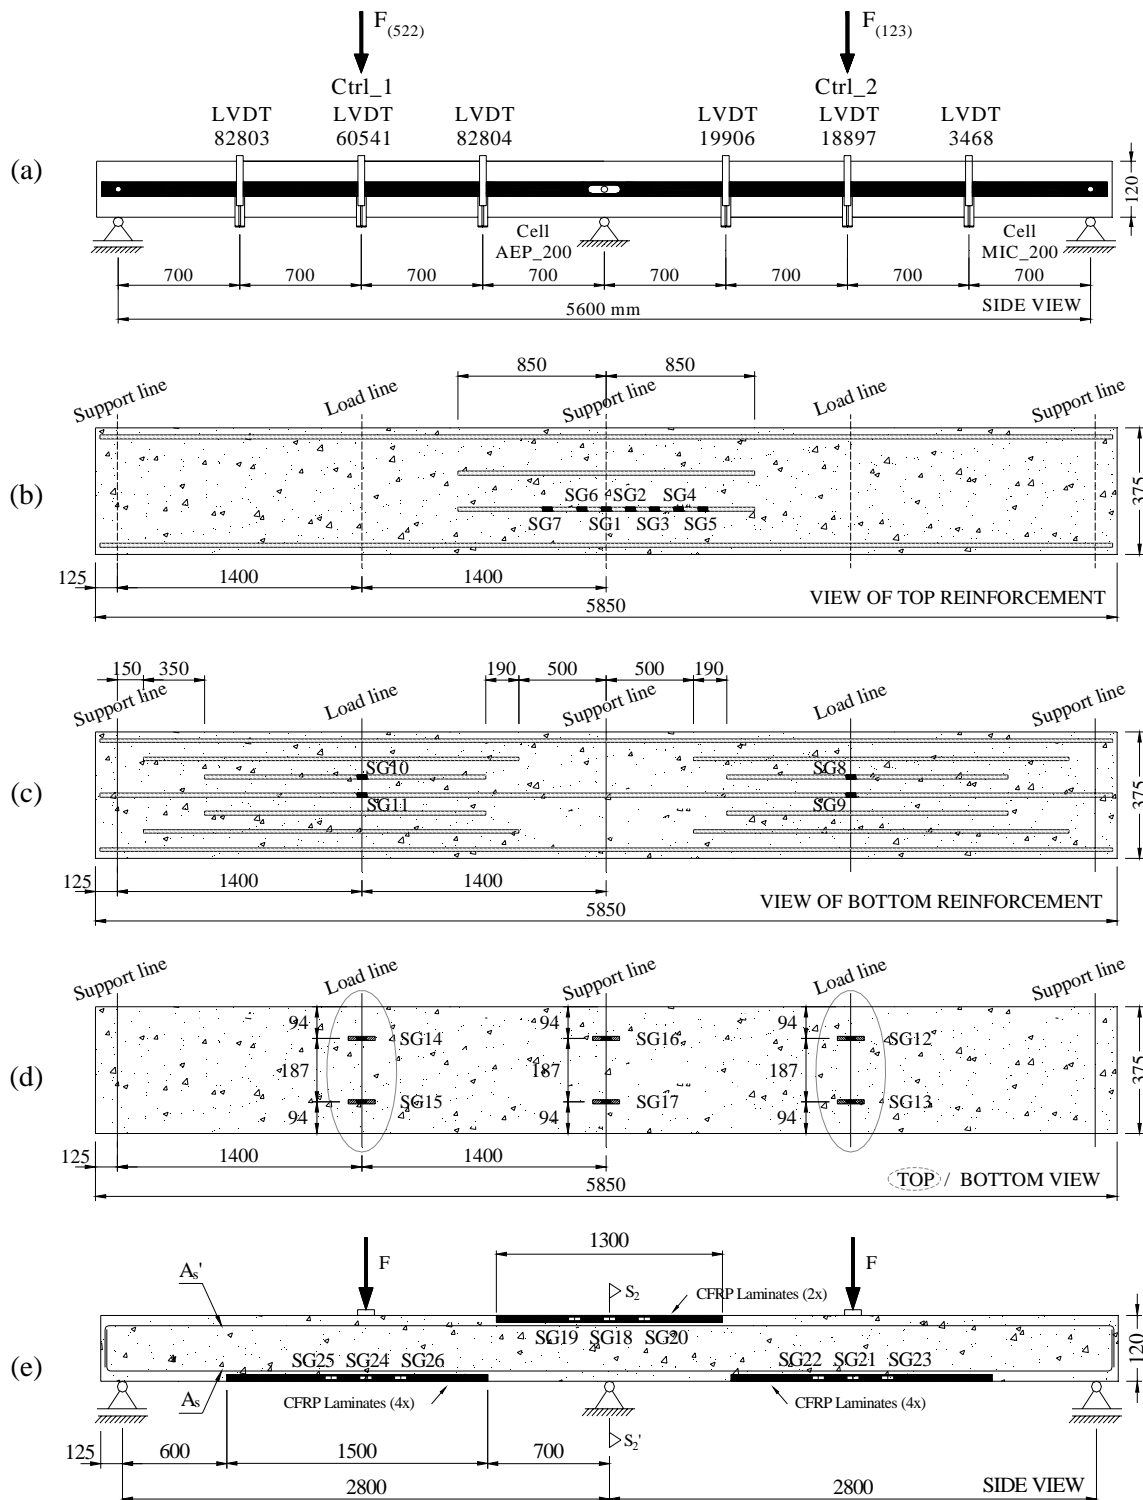 F(522)
F(123)
Ctrl_1
Ctrl_2
LVDT LVDT LVDT LVDT LVDT LVDT
82803 60541 82804 19906 18897 3468
(a)
120
Cell
AEP_200
Cell
MIC_200
700 700 700 700 700 700 700 700
5600 mm
SIDE VIEW
850 850
Support line Load line Support line Load line Support line
(b)
SG6 SG2 SG4
SG7 SG1 SG3 SG5
375
125 1400 1400
VIEW OF TOP REINFORCEMENT
5850
150 350 190 500 500 190
Support line Load line Support line Load line Support line
SG10 SG8
(c)
SG11 SG9
375
125 1400 1400
VIEW OF BOTTOM REINFORCEMENT
5850
Support line Load line Support line Load line Support line
94 94 94
SG14 SG16 SG12
(d)
187 187 187
375
SG15 SG17 SG13
94 94 94
125 1400 1400
TOP / BOTTOM VIEW
5850
1300
F F
As'
S2
CFRP Laminates (2x)
SG19 SG18 SG20
(e)
SG25 SG24 SG26 SG22 SG21 SG23
120
As
CFRP Laminates (4x)
CFRP Laminates (4x)
S2'
125 600 1500 700
2800 2800
SIDE VIEW